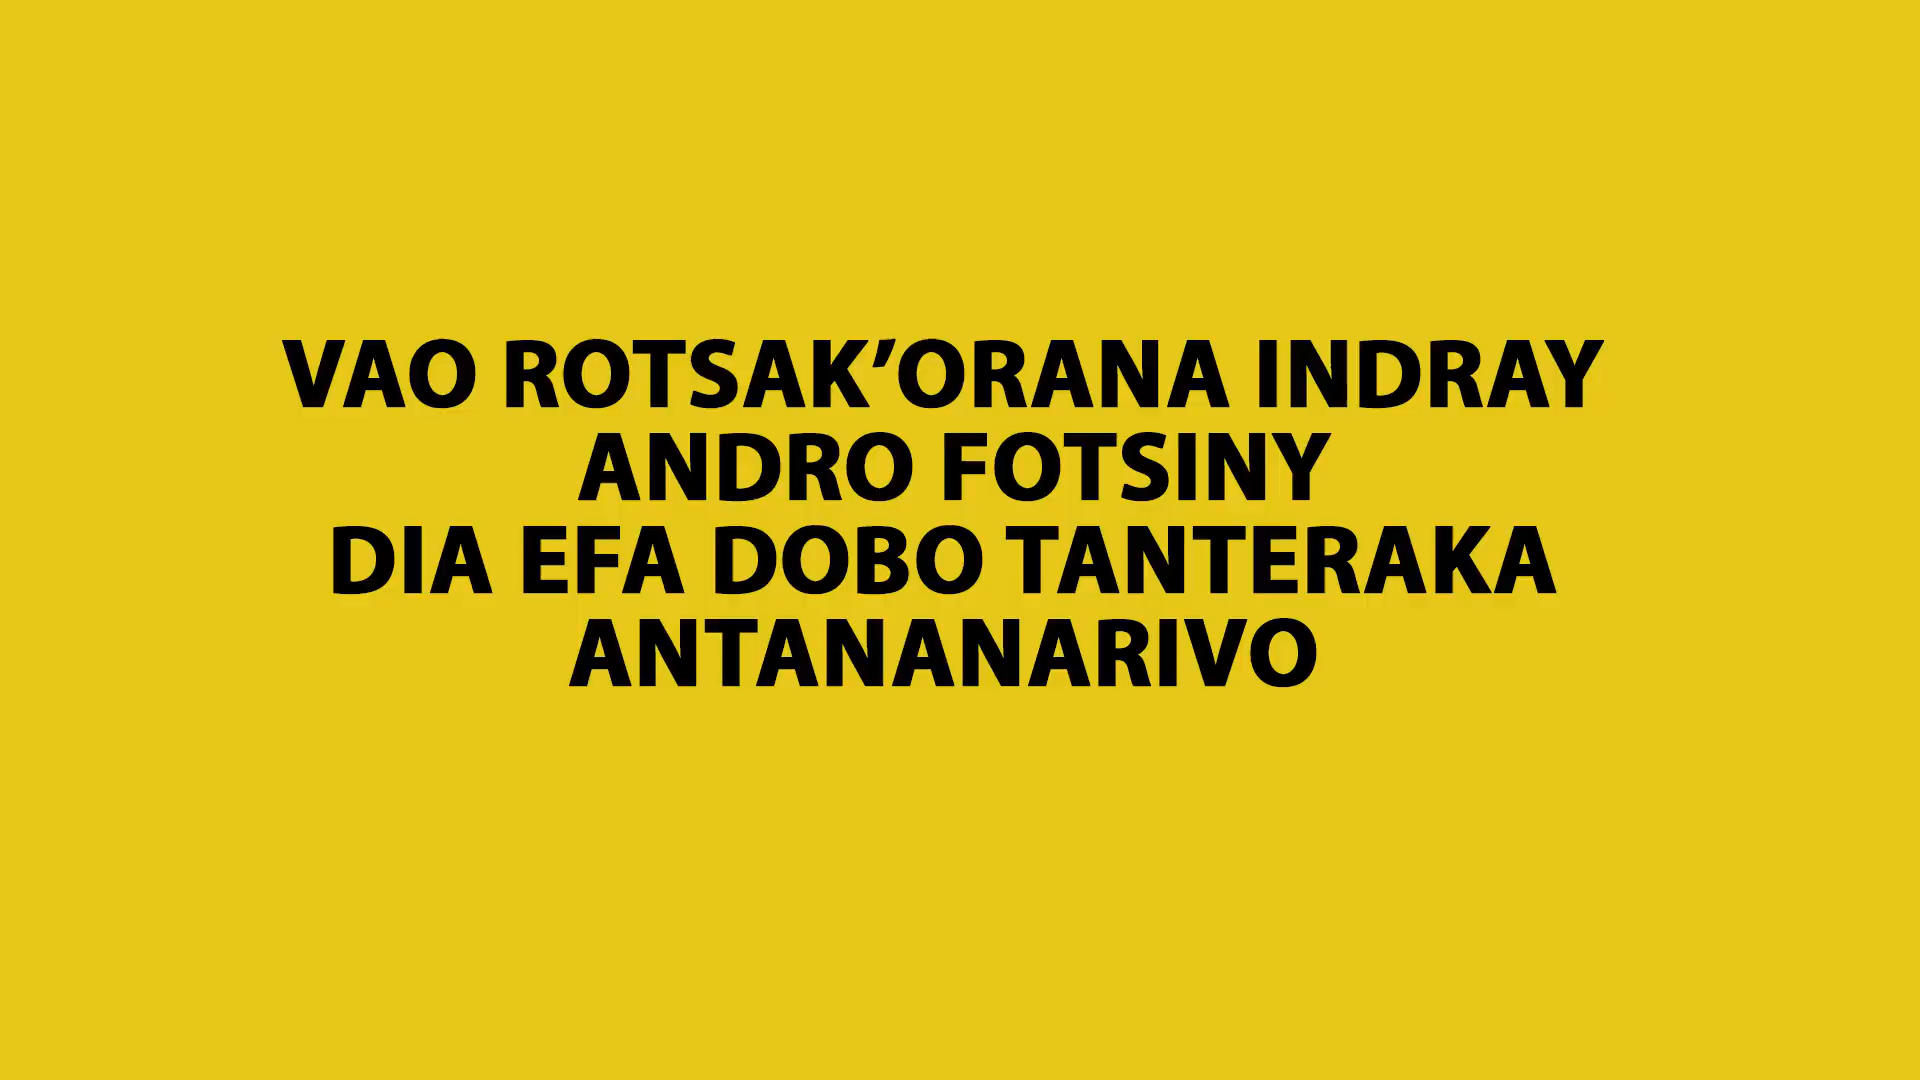 VAO ROTSAK’ORANA INDRAY
ANDRO FOTSINY
DIA EFA DOBO TANTERAKA
ANTANANARIVO